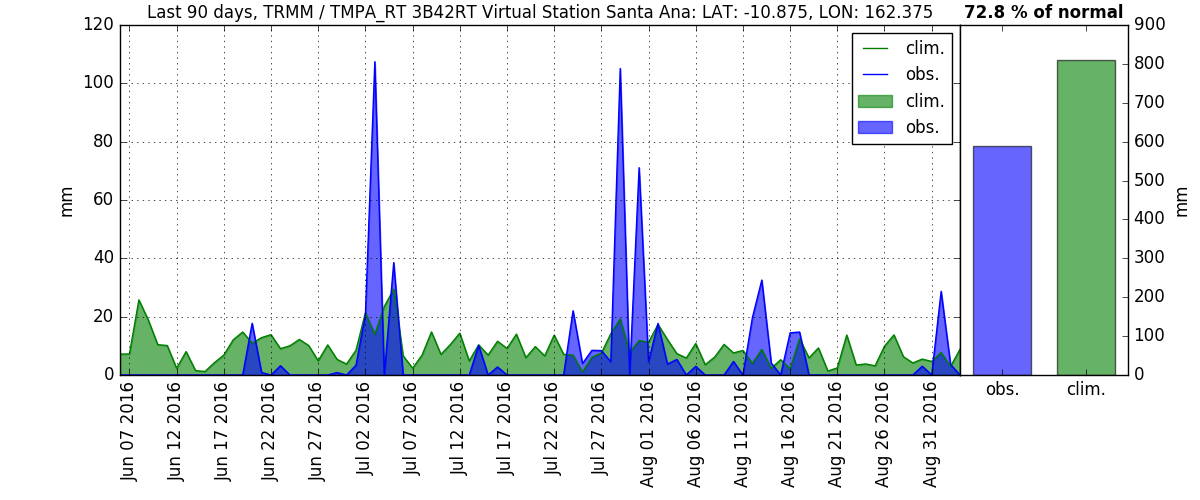 Last 90 days, TRMM / TMPA_RT 3B42RT Virtual Station Santa Ana: LAT: -10.875, LON: 162.375
72.8 % of normal
120
100
80
60
40
20
0
mm
clim.
obs.
clim.
obs.
900
800
700
600
500
400
300
200
100
0
mm
obs.
clim.
Jun 07 2016
Jun 12 2016
Jun 17 2016
Jun 22 2016
Jun 27 2016
Jul 02 2016
Jul 07 2016
Jul 12 2016
Jul 17 2016
Jul 22 2016
Jul 27 2016
Aug 01 2016
Aug 06 2016
Aug 11 2016
Aug 16 2016
Aug 21 2016
Aug 26 2016
Aug 31 2016